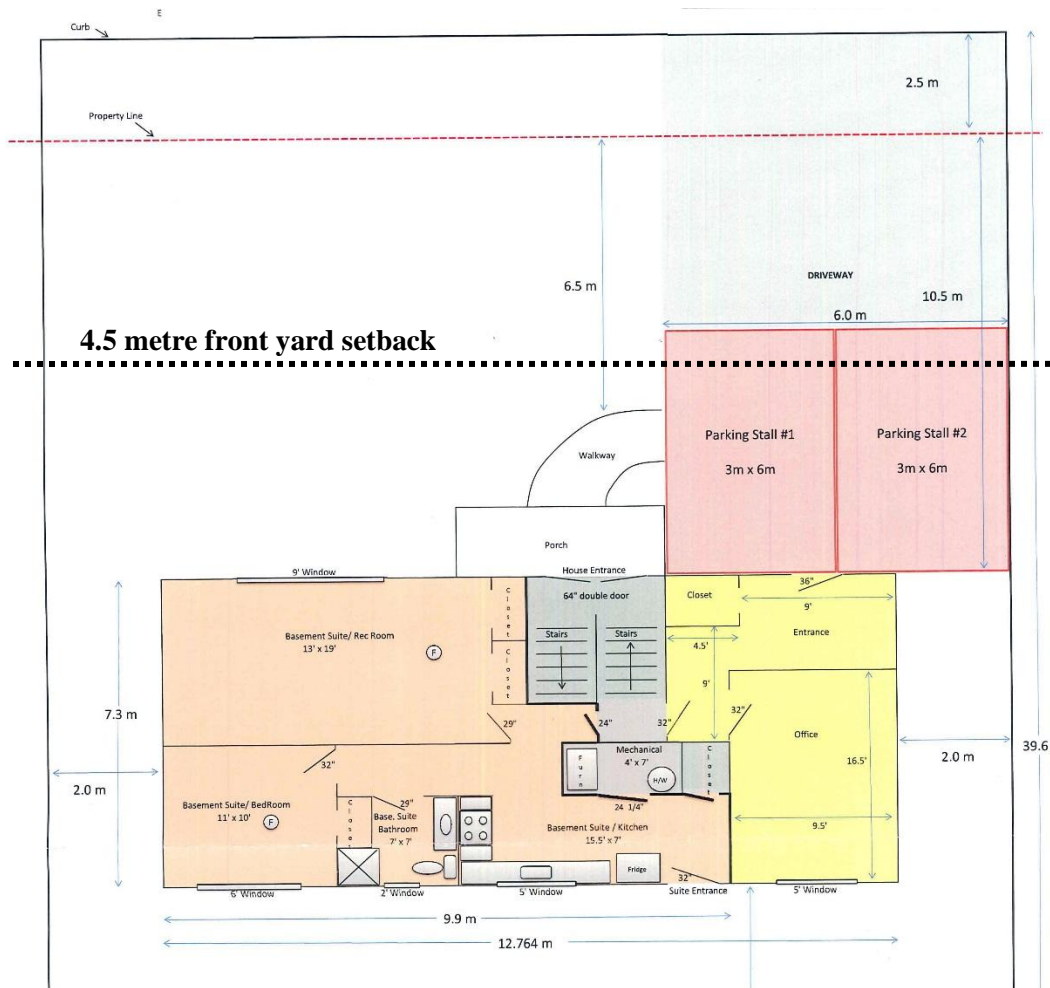 E
Curb
2.5 m
Property Line
DRIVEWAY
6.5 m
10.5 m
6.0 m
4.5 metre front yard setback
Parking Stall #1
3m x 6m
Parking Stall #2
3m x 6m
Walkway
Porch
House Entrance
9' Window
64" double door
Closet
36"
9'
Closet
Stairs
Stairs
Entrance
Basement Suite/ Rec Room
13' x 19'
F
4.5'
Closet
9'
7.3 m
29"
24"
32"
32"
Office
Mechanical
4' x 7'
Furn
H/W
Closet
16.5'
2.0 m
39.6
32"
2.0 m
Basement Suite/ BedRoom
11' x 10'
F
Closet
29"
Base. Suite
Bathroom
7' x 7'
24 1/4"
Basement Suite / Kitchen
15.5' x 7'
9.5'
Fridge
32"
6' Window
2' Window
5' Window
Suite Entrance
5' Window
9.9 m
12.764 m